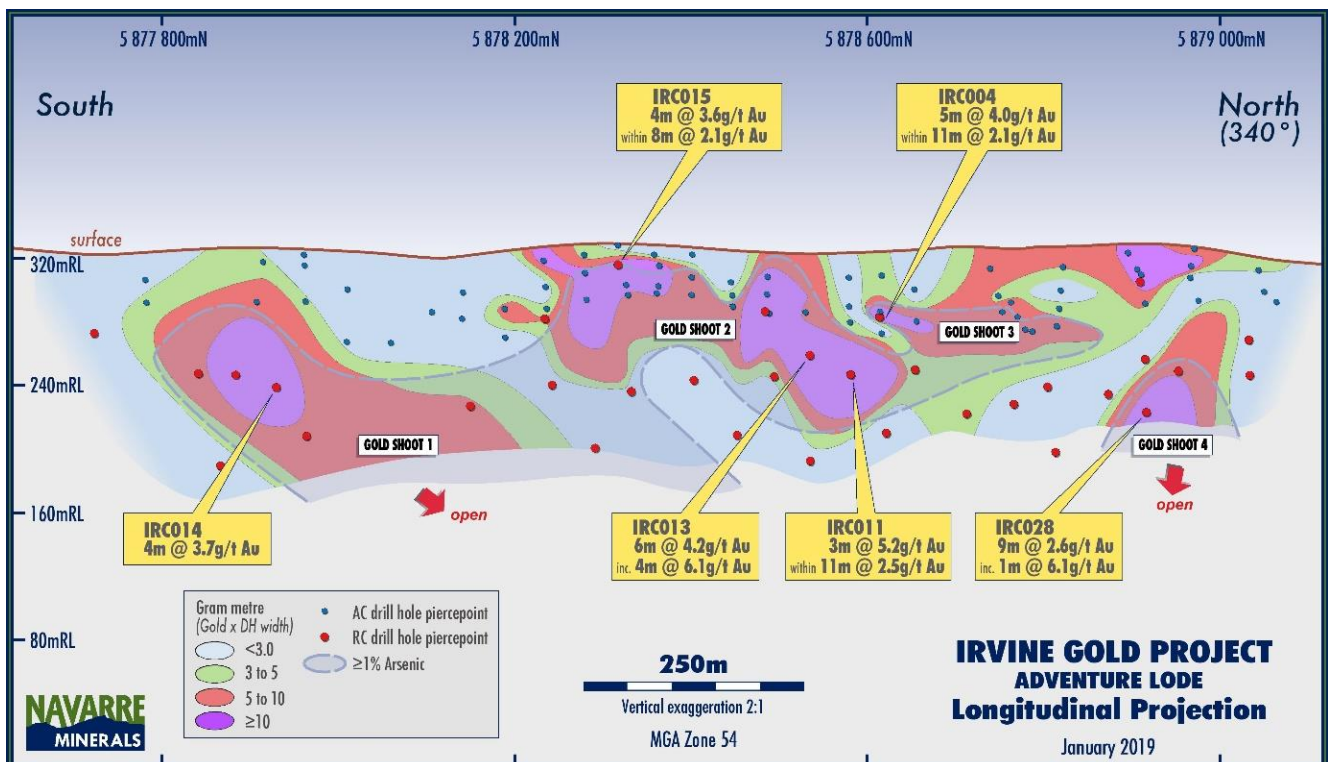 5 877 800mN
5 878 200mN
5 878 600mN
5 879 000mN
South
North
(340°)
IRC015
4m @ 3.6g/t Au
within 8m @ 2.1g/t Au
IRC004
5m @ 4.0g/t Au
within 11m @ 2.1g/t Au
surface
320mRL
GOLD SHOOT 2
GOLD SHOOT 3
240mRL
GOLD SHOOT 1
GOLD SHOOT 4
open
open
160mRL
IRC014
4m @ 3.7g/t Au
IRC013
6m @ 4.2g/t Au
inc. 4m @ 6.1g/t Au
IRC011
3m @ 5.2g/t Au
within 11m @ 2.5g/t Au
IRC028
9m @ 2.6g/t Au
inc. 1m @ 6.1g/t Au
80mRL
Gram metre
(Gold x DH width)
<3.0
3 to 5
5 to 10
≥10
AC drill hole piercepoint
RC drill hole piercepoint
≥1% Arsenic
250m
Vertical exaggeration 2:1
MGA Zone 54
IRVINE GOLD PROJECT
ADVENTURE LODE
Longitudinal Projection
January 2019
NAVARRE
MINERALS